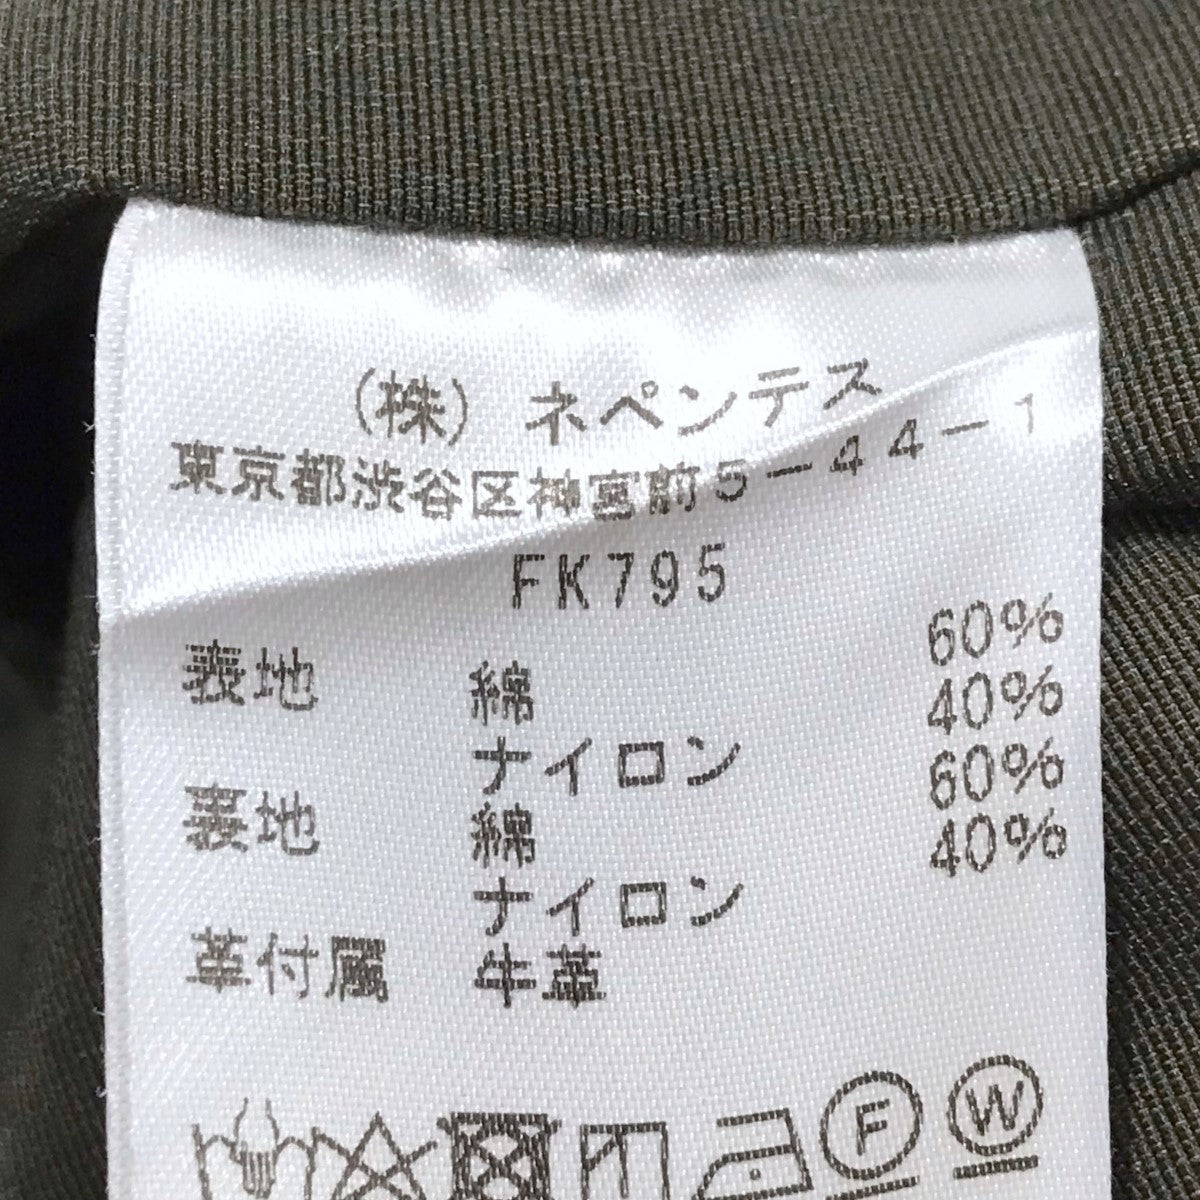 (株) ネペンテス
東京都渋谷区神宮前5-44-1
FK795
表地 綿 60%
ナイロン 40%
裏地 綿 60%
ナイロン 40%
革付属 牛革
F W